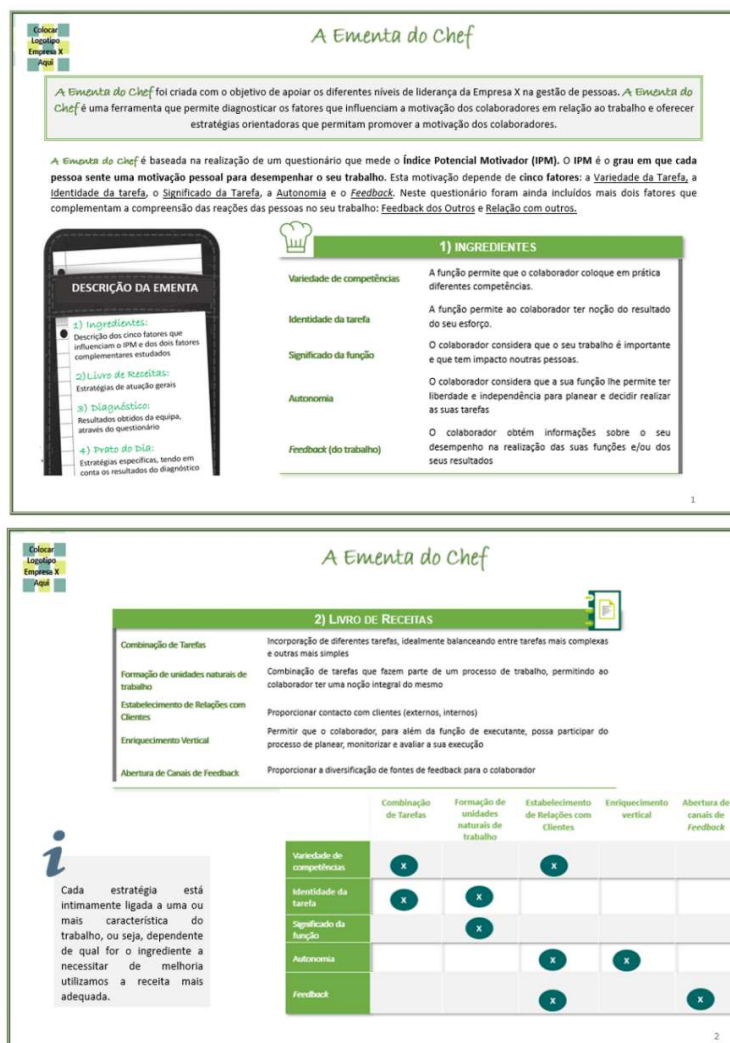 Colocar
Logotipo
Empresa X
Aqui
A Ementa do Chef
A Ementa do Chef foi criada com o objetivo de apoiar os diferentes níveis de liderança da Empresa X na gestão de pessoas. A Ementa do
Chef é uma ferramenta que permite diagnosticar os fatores que influenciam a motivação dos colaboradores em relação ao trabalho e oferecer
estratégias orientadoras que permitam promover a motivação dos colaboradores.
A Ementa do Chef é baseada na realização de um questionário que mede o Índice Potencial Motivador (IPM). O IPM é o grau em que cada
pessoa sente uma motivação pessoal para desempenhar o seu trabalho. Esta motivação depende de cinco fatores: a Variedade da Tarefa, a
Identidade da tarefa, o Significado da Tarefa, a Autonomia e o Feedback. Neste questionário foram ainda incluídos mais dois fatores que
complementam a compreensão das reações das pessoas no seu trabalho: Feedback dos Outros e Relação com outros.
DESCRIÇÃO DA EMENTA
1) Ingredientes:
Descrição dos cinco fatores que
influenciam o IPM e dos dois fatores
complementares estudados
2) Livro de Receitas:
Estratégias de atuação gerais
3) Diagnóstico:
Resultados obtidos da equipa,
através do questionário
4) Prato do Dia:
Estratégias específicas, tendo em
conta os resultados do diagnóstico
1) INGREDIENTES
Variedade de competências
A função permite que o colaborador coloque em prática
diferentes competências.
Identidade da tarefa
A função permite ao colaborador ter noção do resultado
do seu esforço.
Significado da função
O colaborador considera que o seu trabalho é importante
e que tem impacto noutras pessoas.
Autonomia
O colaborador considera que a sua função lhe permite ter
liberdade e independência para planear e decidir realizar
as suas tarefas
Feedback (do trabalho)
O colaborador obtém informações sobre o seu
desempenho na realização das suas funções e/ou dos
seus resultados
1
Colocar
Logotipo
Empresa X
Aqui
A Ementa do Chef
2) LIVRO DE RECEITAS
Combinação de Tarefas
Incorporação de diferentes tarefas, idealmente balanceando entre tarefas mais complexas
e outras mais simples
Formação de unidades naturais de
trabalho
Combinação de tarefas que fazem parte de um processo de trabalho, permitindo ao
colaborador ter uma noção integral do mesmo
Estabelecimento de Relações com
Clientes
Proporcionar contacto com clientes (externos, internos)
Enriquecimento Vertical
Permitir que o colaborador, para além da função de executante, possa participar do
processo de planear, monitorizar e avaliar a sua execução
Abertura de Canais de Feedback
Proporcionar a diversificação de fontes de feedback para o colaborador
i
Cada estratégia está
intimamente ligada a uma ou
mais característica do
trabalho, ou seja, dependente
de qual for o ingrediente a
necessitar de melhoria
utilizamos a receita mais
adequada.
Combinação
de Tarefas
Formação de
unidades
naturais de
trabalho
Estabelecimento
de Relações com
Clientes
Enriquecimento
vertical
Abertura de
canais de
Feedback
Variedade de
competências
X
X
Identidade da
tarefa
X
X
Significado da
função
X
Autonomia
X
X
Feedback
X
X
2